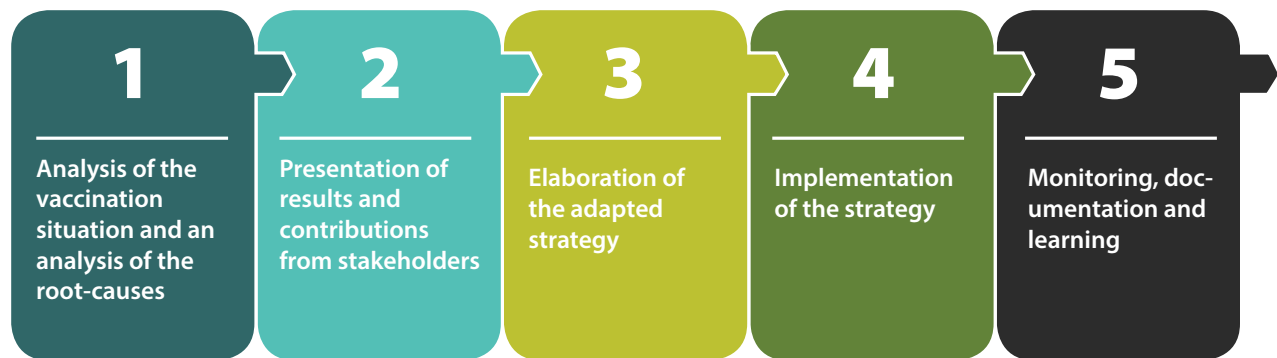 1
Analysis of the
vaccination
situation and an
analysis of the
root-causes
2
Presentation of
results and
contributions
from stakeholders
3
Elaboration of
the adapted
strategy
4
Implementation
of the strategy
5
Monitoring, doc-
umentation and
learning